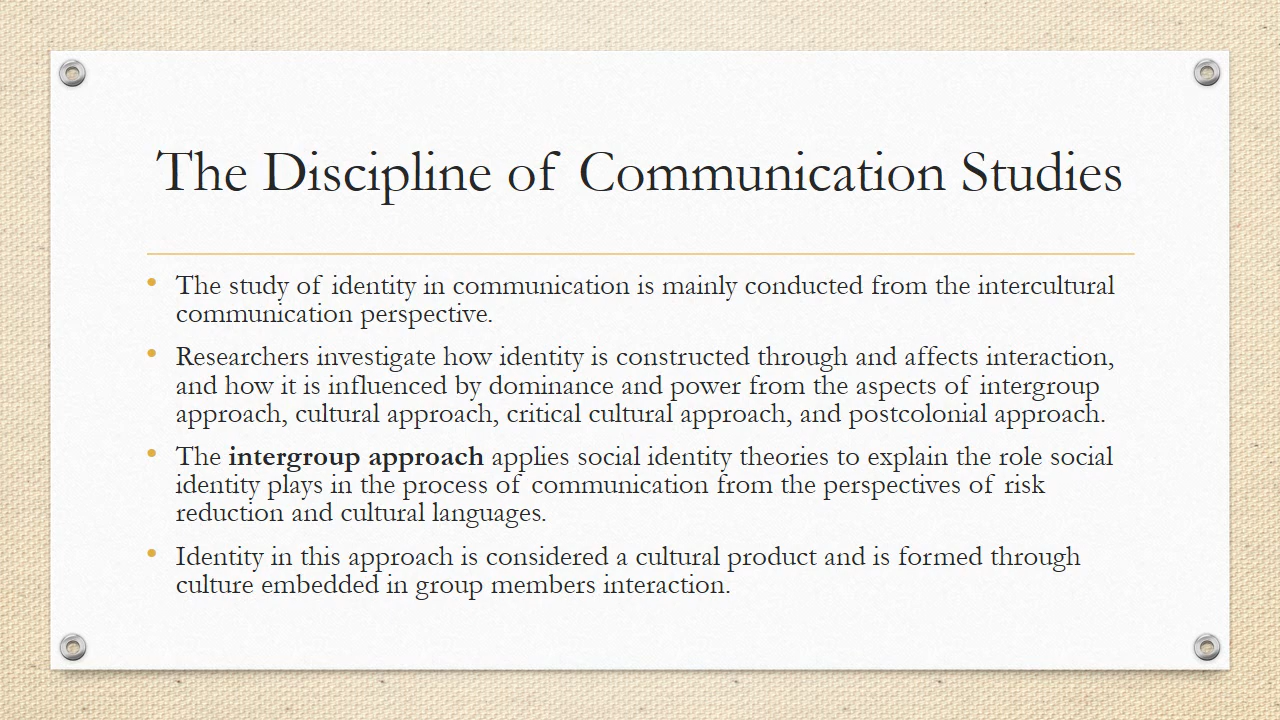 The Discipline of Communication Studies
• The study of identity in communication is mainly conducted from the intercultural
communication perspective.
• Researchers investigate how identity is constructed through and affects interaction,
and how it is influenced by dominance and power from the aspects of intergroup
approach, cultural approach, critical cultural approach, and postcolonial approach.
• The intergroup approach applies social identity theories to explain the role social
identity plays in the process of communication from the perspectives of risk
reduction and cultural languages.
• Identity in this approach is considered a cultural product and is formed through
culture embedded in group members interaction.